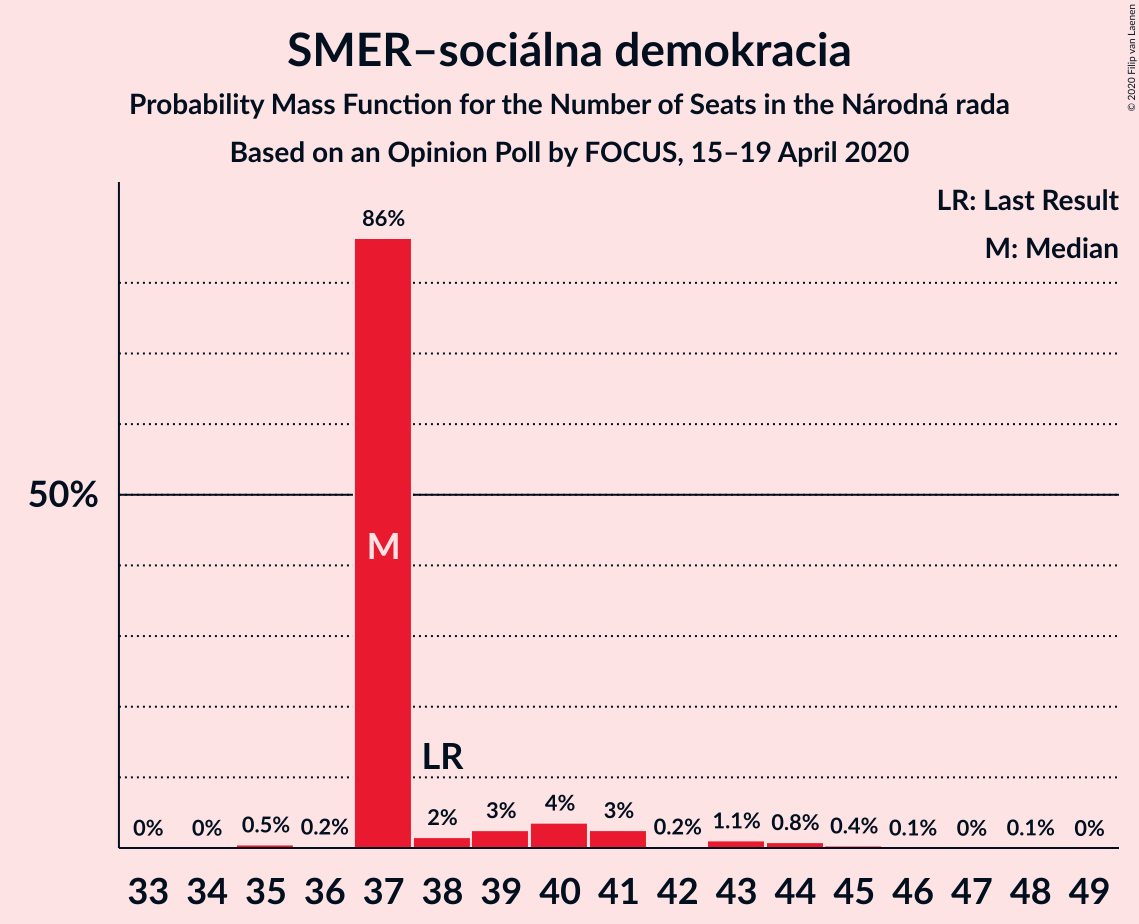 SMER–sociálna demokracia
Probability Mass Function for the Number of Seats in the Národná rada
Based on an Opinion Poll by FOCUS, 15–19 April 2020
© 2020 Filip van Laenen
LR: Last Result
M: Median
50%
86%
M
LR
0% 0% 0.5% 0.2% 2% 3% 4% 3% 0.2% 1.1% 0.8% 0.4% 0.1% 0% 0.1% 0%
33 34 35 36 37 38 39 40 41 42 43 44 45 46 47 48 49